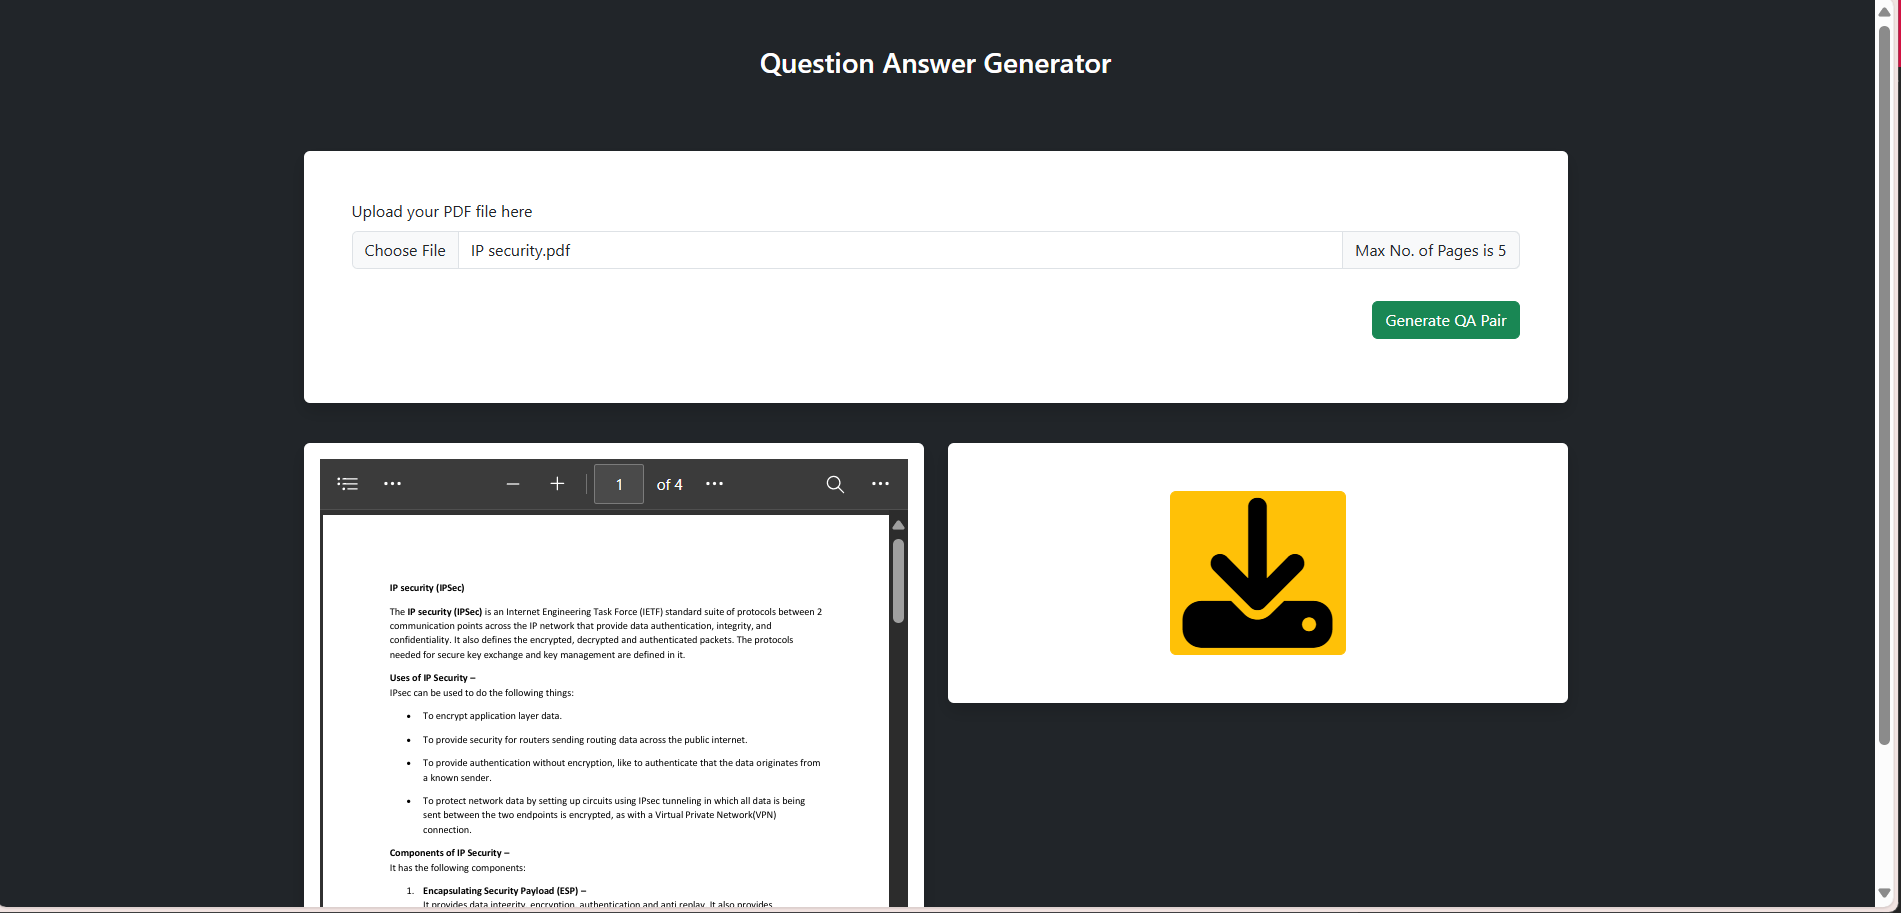 Question Answer Generator
Upload your PDF file here
Choose File IP security.pdf Max No. of Pages is 5
Generate QA Pair
1 of 4
IP security (IPSec)
The IP security (IPSec) is an Internet Engineering Task Force (IETF) standard suite of protocols between 2
communication points across the IP network that provide data authentication, integrity, and
confidentiality. It also defines the encrypted, decrypted and authenticated packets. The protocols
needed for secure key exchange and key management are defined in it.
Uses of IP Security –
IPsec can be used to do the following things:
• To encrypt application layer data.
• To provide security for routers sending routing data across the public internet.
• To provide authentication without encryption, like to authenticate that the data originates from
a known sender.
• To protect network data by setting up circuits using IPsec tunneling in which all data is being
sent between the two endpoints is encrypted, as with a Virtual Private Network(VPN)
connection.
Components of IP Security –
It has the following components:
1. Encapsulating Security Payload (ESP) –
It provides data integrity, encryption, authentication and anti replay. It also provides